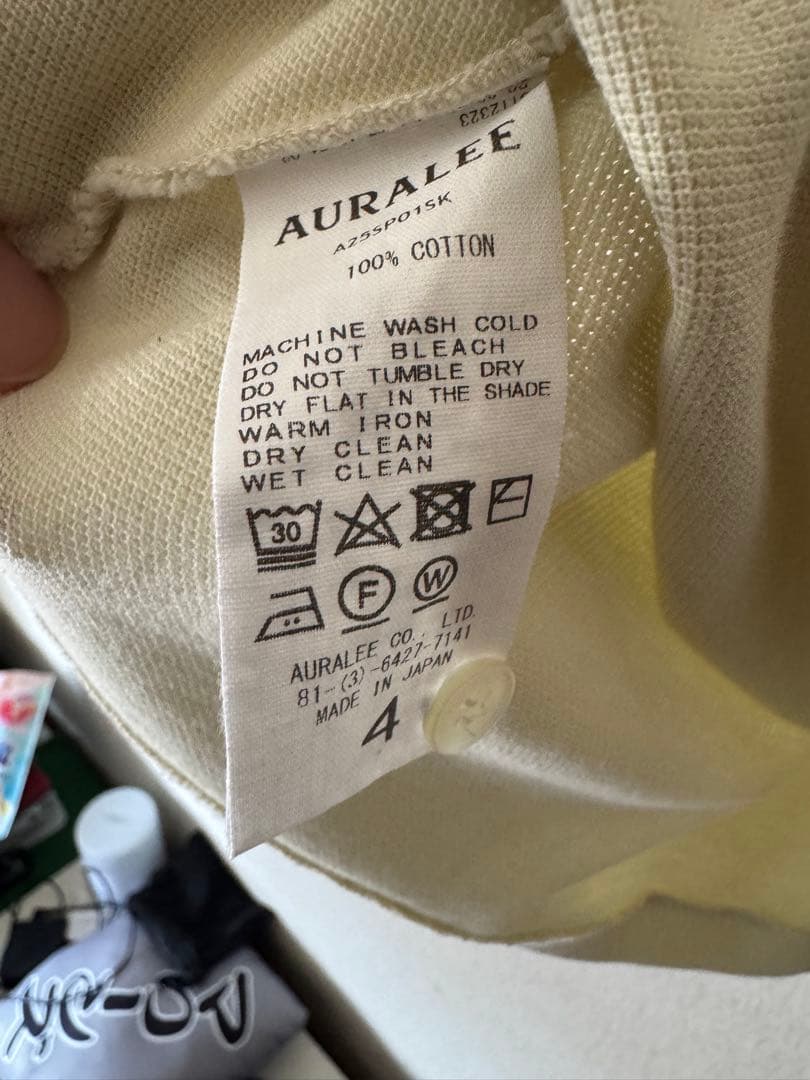 AURALEE
A25SP01SK
100% COTTON
MACHINE WASH COLD
DO NOT BLEACH
DO NOT TUMBLE DRY
DRY FLAT IN THE SHADE
WARM IRON
DRY CLEAN
WET CLEAN
30
F
W
AURALEE CO., LTD.
81-(3)-6427-7141
MADE IN JAPAN
4